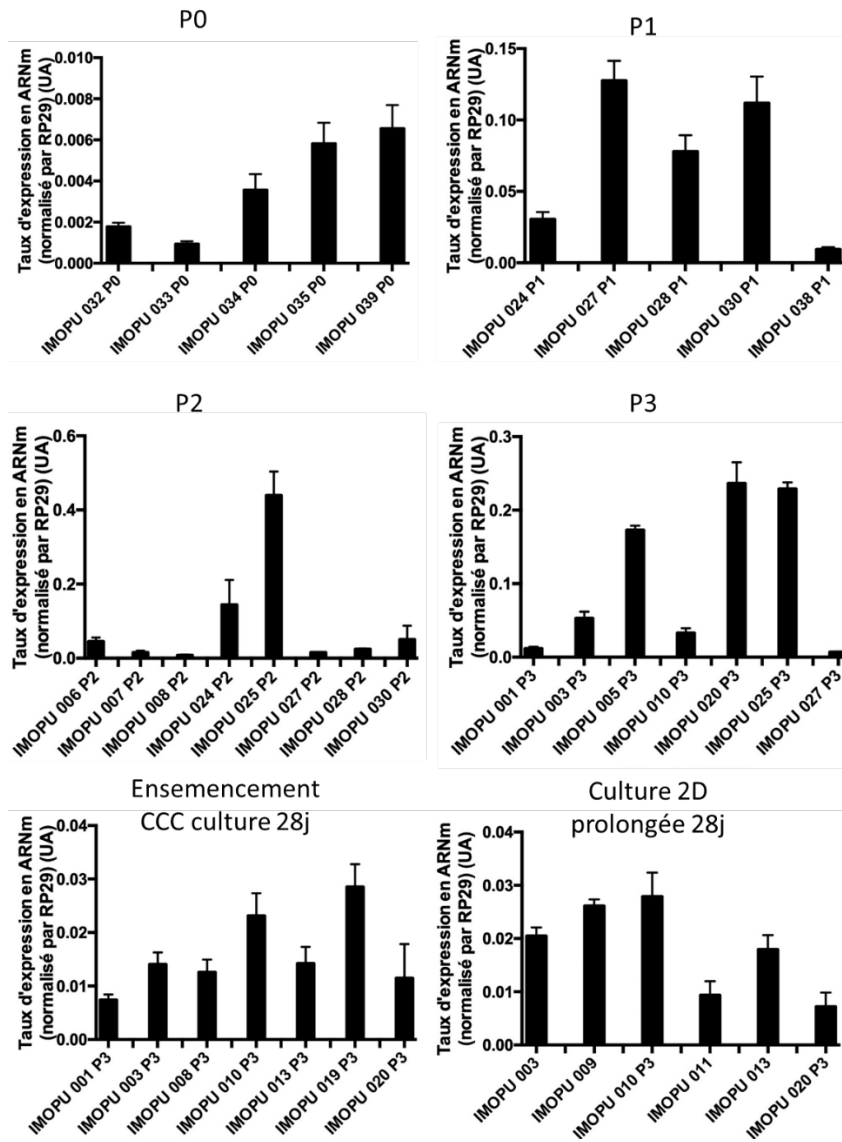 P0
Taux d'expression en ARNm
(normalisé par RP29) (UA)
0.010
0.008
0.006
0.004
0.002
0.000
IMOPU 032 P0
IMOPU 033 P0
IMOPU 034 P0
IMOPU 035 P0
IMOPU 039 P0
P1
Taux d'expression en ARNm
(normalisé par RP29) (UA)
0.15
0.10
0.05
0.00
IMOPU 024 P1
IMOPU 027 P1
IMOPU 028 P1
IMOPU 030 P1
IMOPU 038 P1
P2
Taux d'expression en ARNm
(normalisé par RP29) (UA)
0.6
0.4
0.2
0.0
IMOPU 006 P2
IMOPU 007 P2
IMOPU 008 P2
IMOPU 024 P2
IMOPU 025 P2
IMOPU 027 P2
IMOPU 028 P2
IMOPU 030 P2
P3
Taux d'expression en ARNm
(normalisé par RP29) (UA)
0.3
0.2
0.1
0.0
IMOPU 001 P3
IMOPU 003 P3
IMOPU 005 P3
IMOPU 010 P3
IMOPU 020 P3
IMOPU 025 P3
IMOPU 027 P3
Ensemencement
CCC culture 28j
Taux d'expression en ARNm
(normalisé par RP29) (UA)
0.04
0.03
0.02
0.01
0.00
IMOPU 001 P3
IMOPU 003 P3
IMOPU 008 P3
IMOPU 010 P3
IMOPU 013 P3
IMOPU 019 P3
IMOPU 020 P3
Culture 2D
prolongée 28j
Taux d'expression en ARNm
(normalisé par RP29) (UA)
0.04
0.03
0.02
0.01
0.00
IMOPU 003
IMOPU 009
IMOPU 010 P3
IMOPU 011
IMOPU 013
IMOPU 020 P3